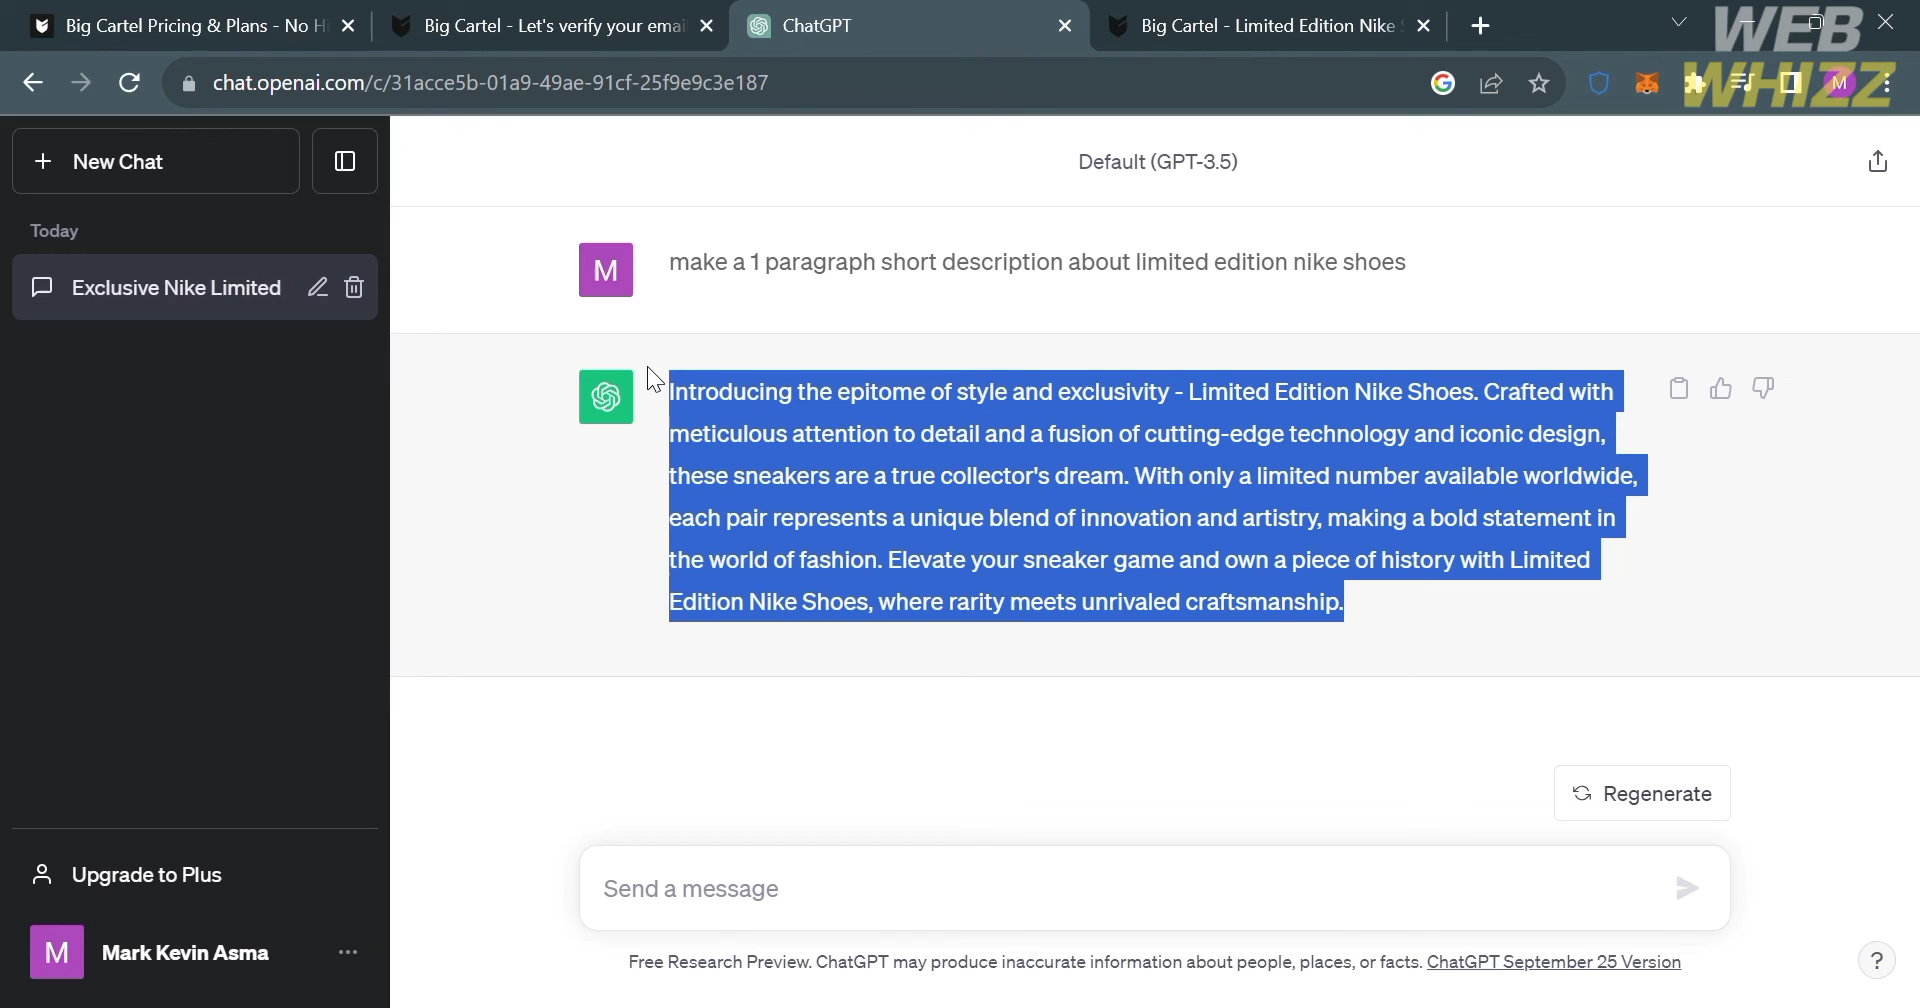 Big Cartel Pricing & Plans - No Hi
Big Cartel - Let's verify your emai
ChatGPT
Big Cartel - Limited Edition Nike S
WEB
WHIZZ
chat.openai.com/c/31acce5b-01a9-49ae-91cf-25f9e9c3e187
M
New Chat
Default (GPT-3.5)
Today
Exclusive Nike Limited
M
make a 1 paragraph short description about limited edition nike shoes
Introducing the epitome of style and exclusivity - Limited Edition Nike Shoes. Crafted with
meticulous attention to detail and a fusion of cutting-edge technology and iconic design,
these sneakers are a true collector's dream. With only a limited number available worldwide,
each pair represents a unique blend of innovation and artistry, making a bold statement in
the world of fashion. Elevate your sneaker game and own a piece of history with Limited
Edition Nike Shoes, where rarity meets unrivaled craftsmanship.
Regenerate
Upgrade to Plus
Send a message
M
Mark Kevin Asma
Free Research Preview. ChatGPT may produce inaccurate information about people, places, or facts. ChatGPT September 25 Version
?